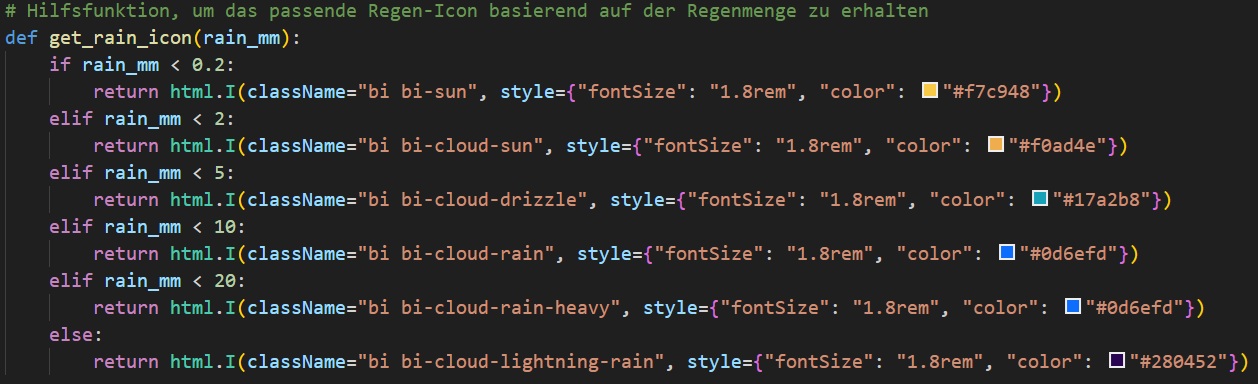 # Hilfsfunktion, um das passende Regen-Icon basierend auf der Regenmenge zu erhalten
def get_rain_icon(rain_mm):
    if rain_mm < 0.2:
        return html.I(className="bi bi-sun", style={"fontSize": "1.8rem", "color": "#f7c948"})
    elif rain_mm < 2:
        return html.I(className="bi bi-cloud-sun", style={"fontSize": "1.8rem", "color": "#f0ad4e"})
    elif rain_mm < 5:
        return html.I(className="bi bi-cloud-drizzle", style={"fontSize": "1.8rem", "color": "#17a2b8"})
    elif rain_mm < 10:
        return html.I(className="bi bi-cloud-rain", style={"fontSize": "1.8rem", "color": "#0d6efd"})
    elif rain_mm < 20:
        return html.I(className="bi bi-cloud-rain-heavy", style={"fontSize": "1.8rem", "color": "#0d6efd"})
    else:
        return html.I(className="bi bi-cloud-lightning-rain", style={"fontSize": "1.8rem", "color": "#280452"})